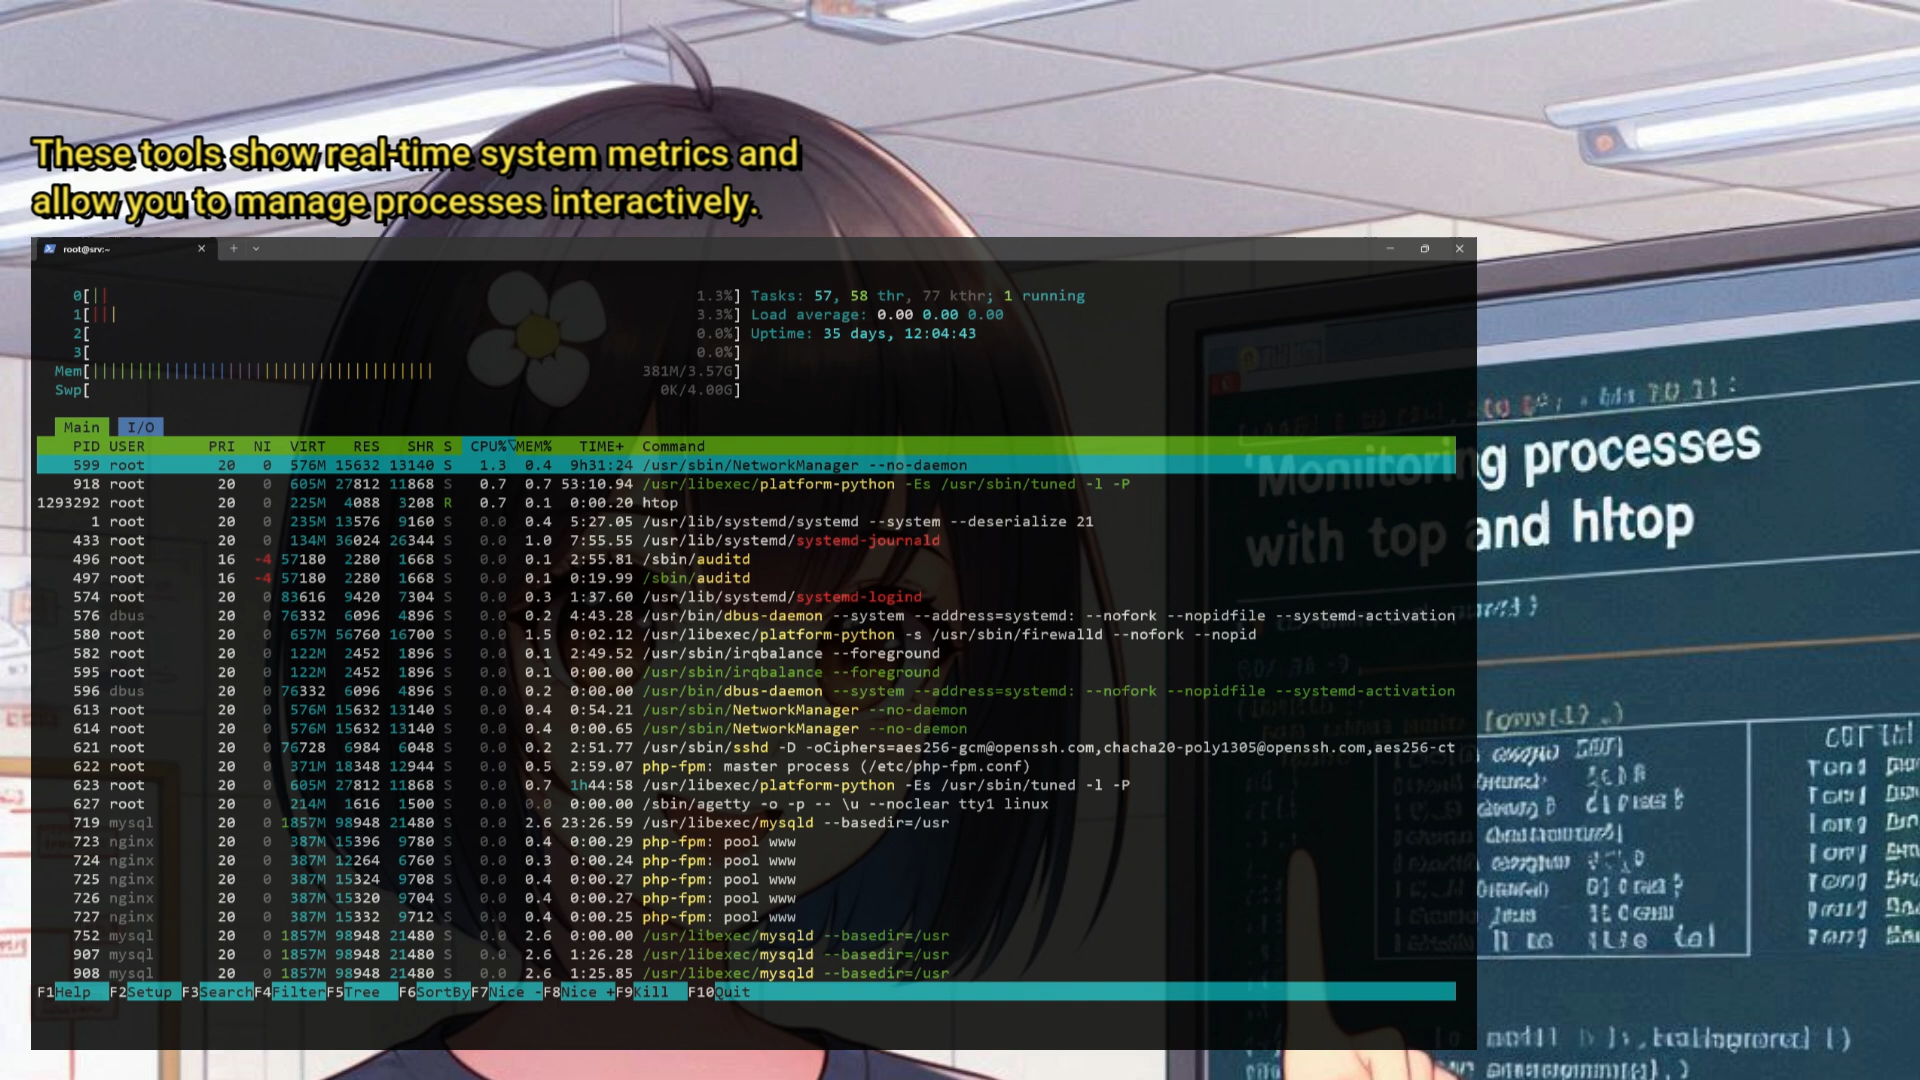 These tools show real-time system metrics and
allow you to manage processes interactively.
root@srv:~
0[|| 1.3%] Tasks: 57, 58 thr, 77 kthr; 1 running
1[||| 3.3%] Load average: 0.00 0.00 0.00
2[ 0.0%] Uptime: 35 days, 12:04:43
3[ 0.0%]
Mem[||||||||||||||||||||||||||||||||||||||381M/3.57G]
Swp[ 0K/4.00G]
Main I/O
PID USER PRI NI VIRT RES SHR S CPU%▽MEM% TIME+ Command
599 root 20 0 576M 15632 13140 S 1.3 0.4 9h31:24 /usr/sbin/NetworkManager --no-daemon
918 root 20 0 605M 27812 11868 S 0.7 0.7 53:10.94 /usr/libexec/platform-python -Es /usr/sbin/tuned -l -P
1293292 root 20 0 225M 4088 3208 R 0.7 0.1 0:00.20 htop
1 root 20 0 235M 13576 9160 S 0.0 0.4 5:27.05 /usr/lib/systemd/systemd --system --deserialize 21
433 root 20 0 134M 36024 26344 S 0.0 1.0 7:55.55 /usr/lib/systemd/systemd-journald
496 root 16 -4 57180 2280 1668 S 0.0 0.1 2:55.81 /sbin/auditd
497 root 16 -4 57180 2280 1668 S 0.0 0.1 0:19.99 /sbin/auditd
574 root 20 0 83616 9420 7304 S 0.0 0.3 1:37.60 /usr/lib/systemd/systemd-logind
576 dbus 20 0 76332 6096 4896 S 0.0 0.2 4:43.28 /usr/bin/dbus-daemon --system --address=systemd: --nofork --nopidfile --systemd-activation
580 root 20 0 657M 56760 16700 S 0.0 1.5 0:02.12 /usr/libexec/platform-python -s /usr/sbin/firewalld --nofork --nopid
582 root 20 0 122M 2452 1896 S 0.0 0.1 2:49.52 /usr/sbin/irqbalance --foreground
595 root 20 0 122M 2452 1896 S 0.0 0.1 0:00.00 /usr/sbin/irqbalance --foreground
596 dbus 20 0 76332 6096 4896 S 0.0 0.2 0:00.00 /usr/bin/dbus-daemon --system --address=systemd: --nofork --nopidfile --systemd-activation
613 root 20 0 576M 15632 13140 S 0.0 0.4 0:54.21 /usr/sbin/NetworkManager --no-daemon
614 root 20 0 576M 15632 13140 S 0.0 0.4 0:00.65 /usr/sbin/NetworkManager --no-daemon
621 root 20 0 76728 6984 6048 S 0.0 0.2 2:51.77 /usr/sbin/sshd -D -oCiphers=aes256-gcm@openssh.com,chacha20-poly1305@openssh.com,aes256-ct
622 root 20 0 371M 18348 12944 S 0.0 0.5 2:59.07 php-fpm: master process (/etc/php-fpm.conf)
623 root 20 0 605M 27812 11868 S 0.0 0.7 1h44:58 /usr/libexec/platform-python -Es /usr/sbin/tuned -l -P
627 root 20 0 214M 1616 1500 S 0.0 0.0 0:00.00 /sbin/agetty -o -p -- \u --noclear tty1 linux
719 mysql 20 0 1857M 98948 21480 S 0.0 2.6 23:26.59 /usr/libexec/mysqld --basedir=/usr
723 nginx 20 0 387M 15396 9780 S 0.0 0.4 0:00.29 php-fpm: pool www
724 nginx 20 0 387M 12264 6760 S 0.0 0.3 0:00.24 php-fpm: pool www
725 nginx 20 0 387M 15324 9708 S 0.0 0.4 0:00.27 php-fpm: pool www
726 nginx 20 0 387M 15320 9704 S 0.0 0.4 0:00.27 php-fpm: pool www
727 nginx 20 0 387M 15332 9712 S 0.0 0.4 0:00.25 php-fpm: pool www
752 mysql 20 0 1857M 98948 21480 S 0.0 2.6 0:00.00 /usr/libexec/mysqld --basedir=/usr
907 mysql 20 0 1857M 98948 21480 S 0.0 2.6 1:26.28 /usr/libexec/mysqld --basedir=/usr
908 mysql 20 0 1857M 98948 21480 S 0.0 2.6 1:25.85 /usr/libexec/mysqld --basedir=/usr
F1Help F2Setup F3SearchF4FilterF5Tree F6SortByF7Nice -F8Nice +F9Kill F10Quit
'Moniitoring processes
with top and hltop